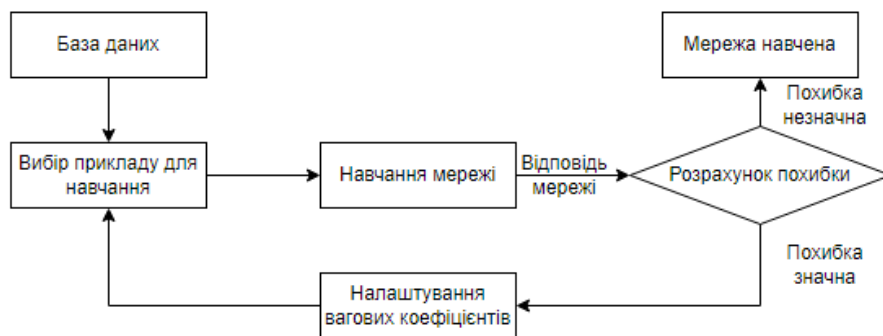 База даних
Мережа навчена
Похибка
незначна
Вибір прикладу для
навчання
Навчання мережі
Відповідь
мережі
Розрахунок похибки
Похибка
значна
Налаштування
вагових коефіцієнтів